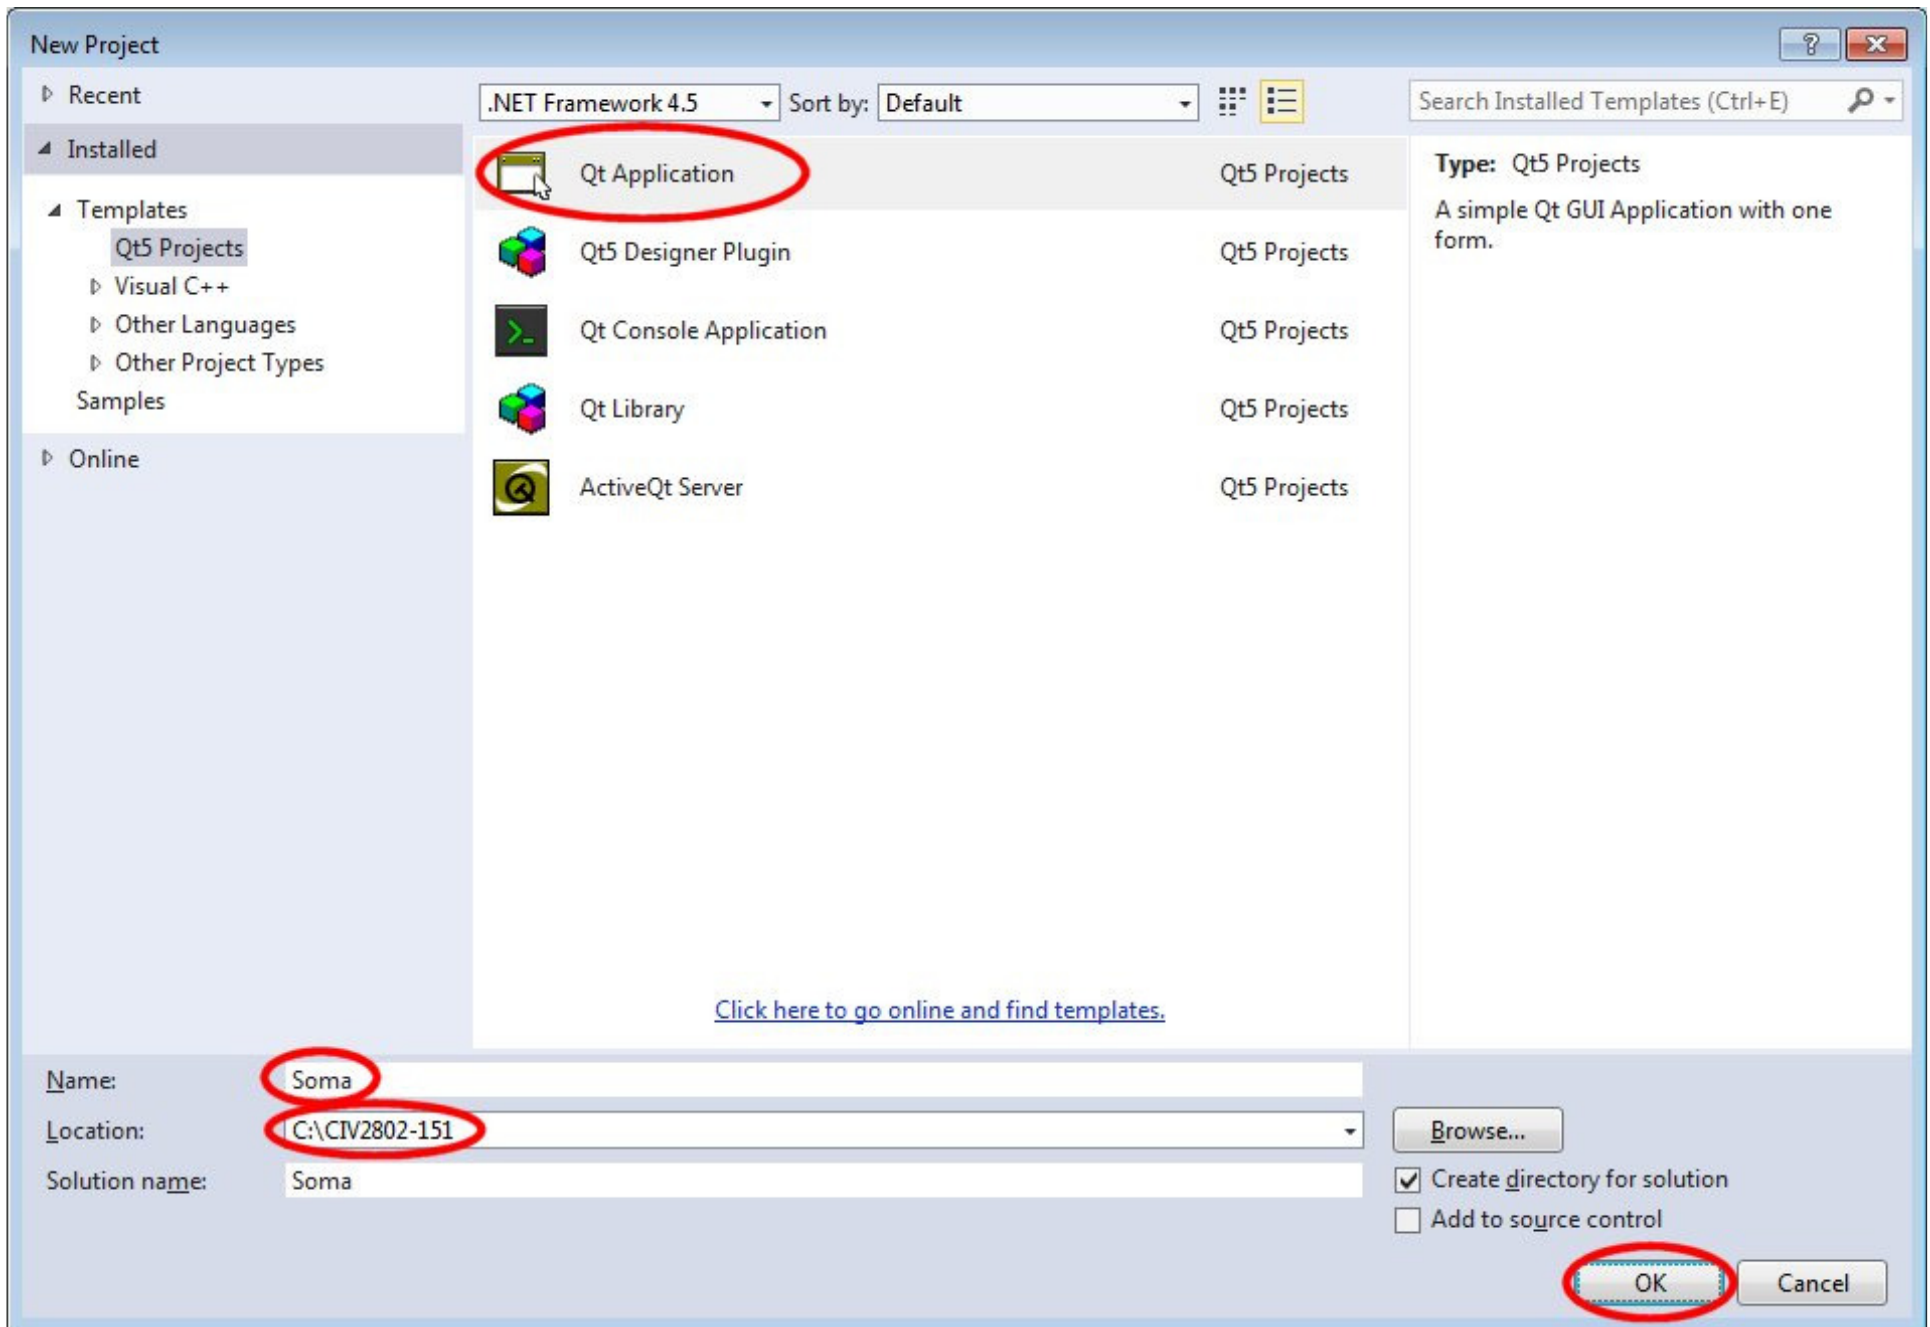 New Project
Recent
Installed
Templates
Qt5 Projects
Visual C++
Other Languages
Other Project Types
Samples
Online
.NET Framework 4.5
Sort by: Default
Search Installed Templates (Ctrl+E)
Qt Application Qt5 Projects
Qt5 Designer Plugin Qt5 Projects
Qt Console Application Qt5 Projects
Qt Library Qt5 Projects
ActiveQt Server Qt5 Projects
Click here to go online and find templates.
Type: Qt5 Projects
A simple Qt GUI Application with one
form.
Name: Soma
Location: C:\CIV2802-151
Browse...
Solution name: Soma
Create directory for solution
Add to source control
OK
Cancel